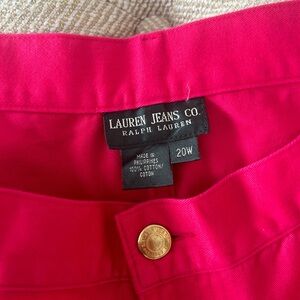 LAUREN JEANS CO.
RALPH LAUREN
MADE IN
PHILIPPINES
100% COTTON/
COTON
20W